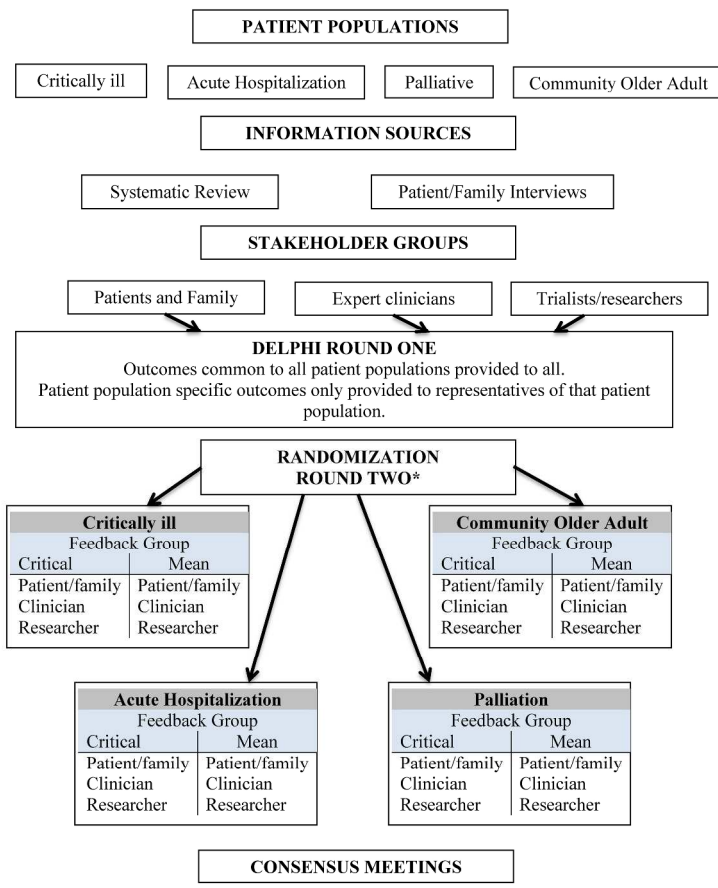 PATIENT POPULATIONS
Critically ill
Acute Hospitalization
Palliative
Community Older Adult
INFORMATION SOURCES
Systematic Review
Patient/Family Interviews
STAKEHOLDER GROUPS
Patients and Family
Expert clinicians
Trialists/researchers
DELPHI ROUND ONE
Outcomes common to all patient populations provided to all.
Patient population specific outcomes only provided to representatives of that patient
population.
RANDOMIZATION
ROUND TWO*
Critically ill
Feedback Group
Critical Mean
Patient/family Patient/family
Clinician Clinician
Researcher Researcher
Community Older Adult
Feedback Group
Critical Mean
Patient/family Patient/family
Clinician Clinician
Researcher Researcher
Acute Hospitalization
Feedback Group
Critical Mean
Patient/family Patient/family
Clinician Clinician
Researcher Researcher
Palliation
Feedback Group
Critical Mean
Patient/family Patient/family
Clinician Clinician
Researcher Researcher
CONSENSUS MEETINGS